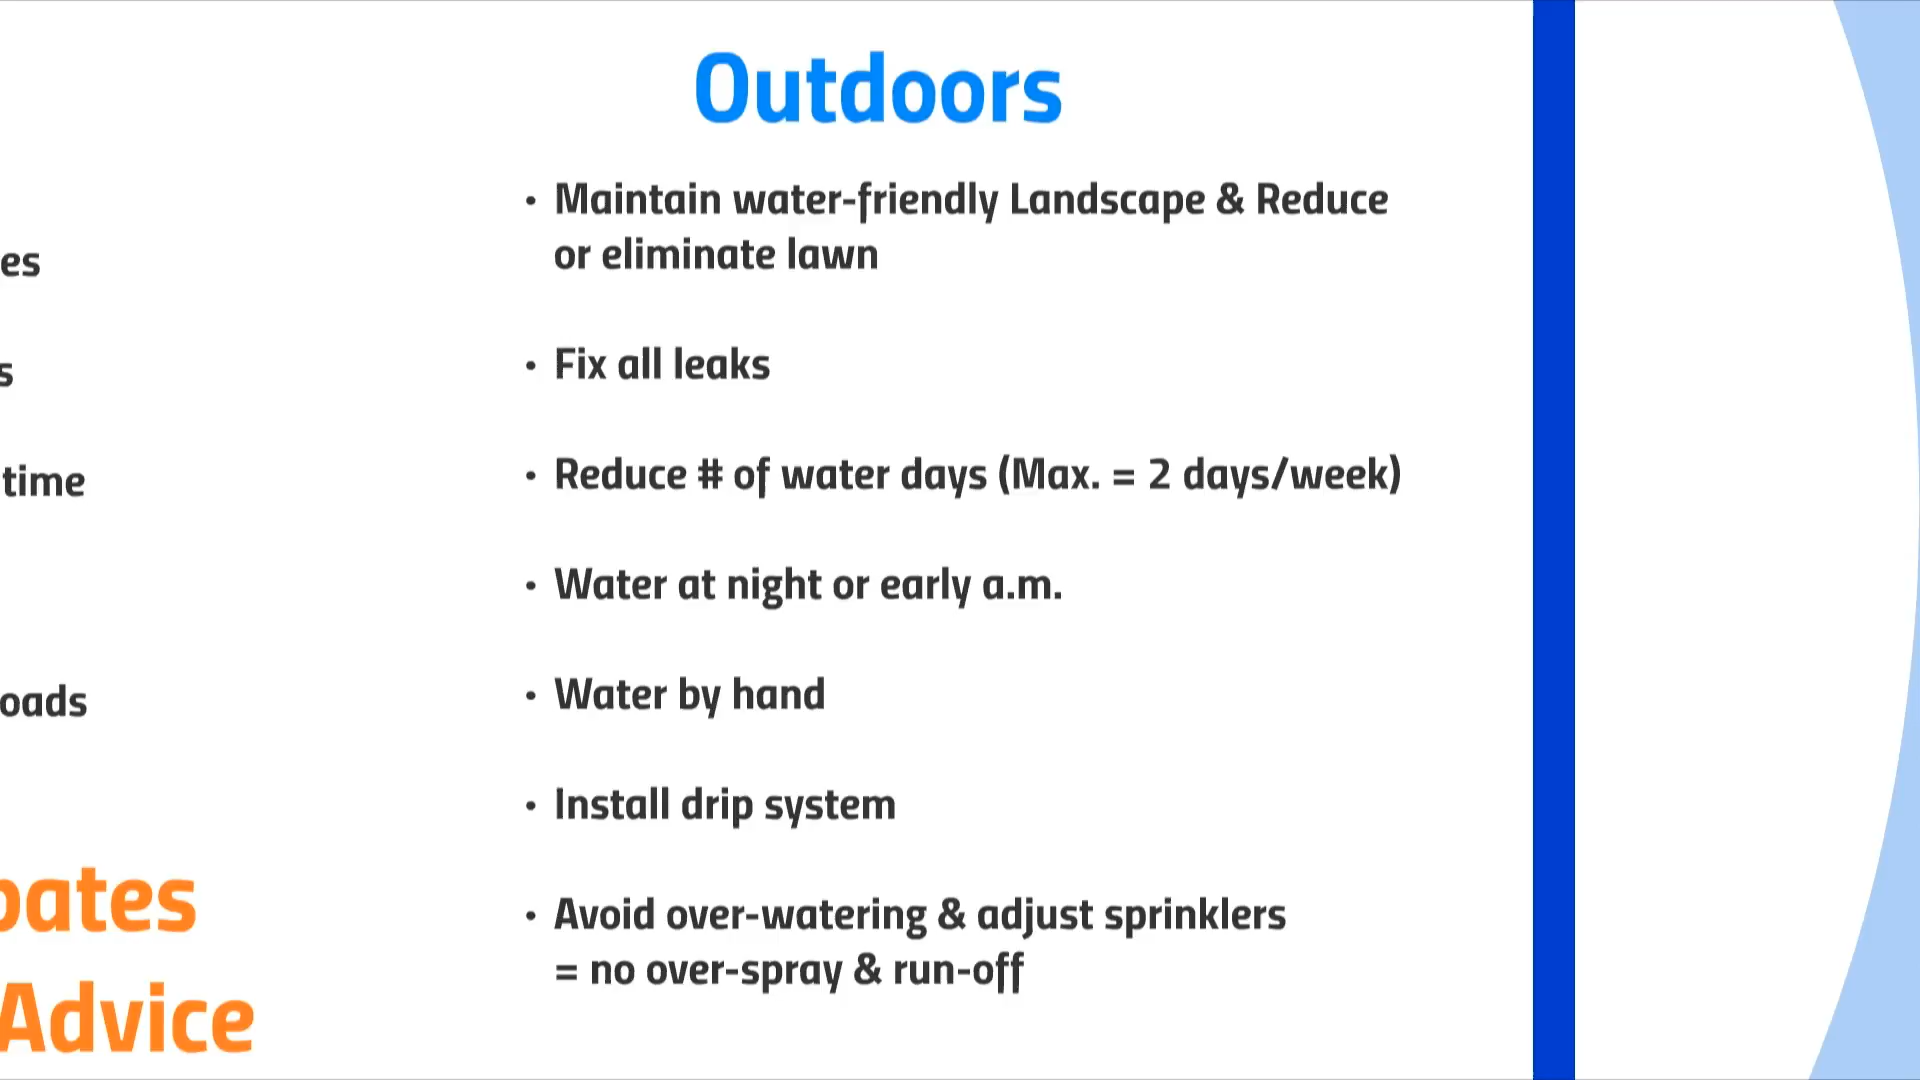 Outdoors
• Maintain water-friendly Landscape & Reduce
or eliminate lawn
• Fix all leaks
• Reduce # of water days (Max. = 2 days/week)
• Water at night or early a.m.
• Water by hand
• Install drip system
• Avoid over-watering & adjust sprinklers
= no over-spray & run-off
time
Advice